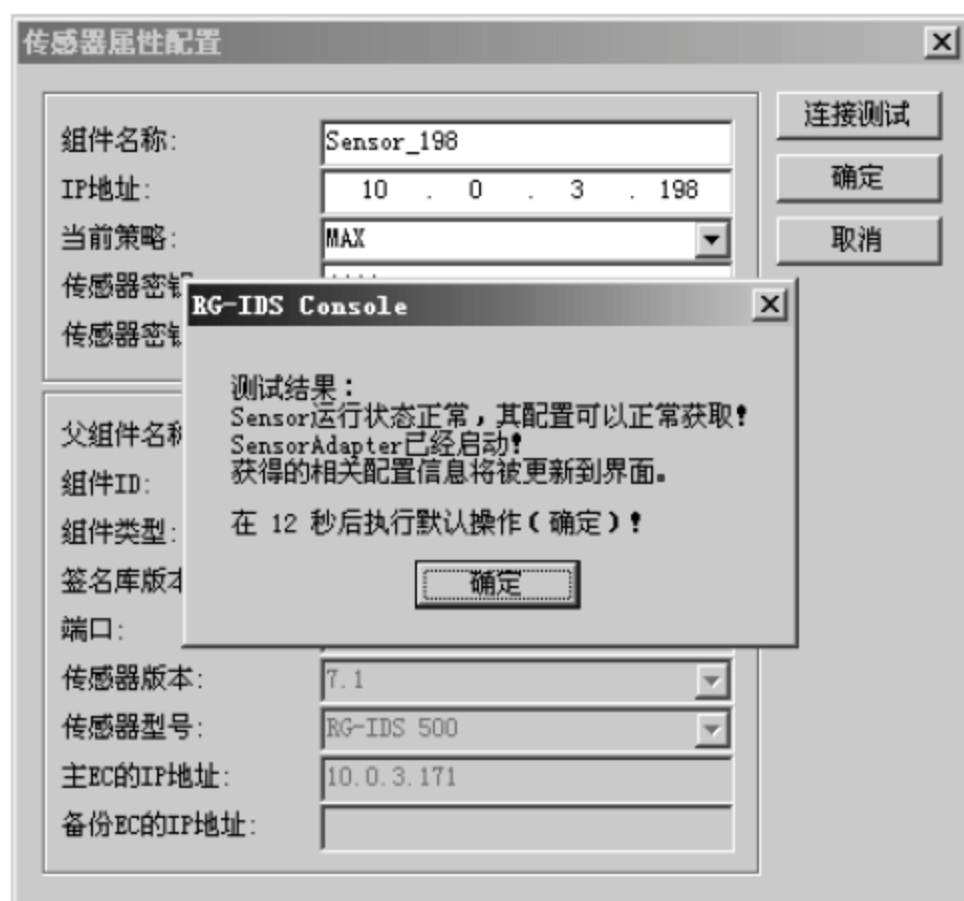 传感器属性配置
连接测试
组件名称: Sensor_198
IP地址: 10 . 0 . 3 . 198
确定
当前策略: MAX
取消
传感器密
传感器密
RG-IDS Console
测试结果：
Sensor运行状态正常，其配置可以正常获取！
SensorAdapter已经启动！
获得的相关配置信息将被更新到界面。
在 12 秒后执行默认操作（确定）！
确定
父组件名
组件ID:
组件类型:
签名库版
端口:
传感器版本: 7.1
传感器型号: RG-IDS 500
主EC的IP地址: 10.0.3.171
备份EC的IP地址: